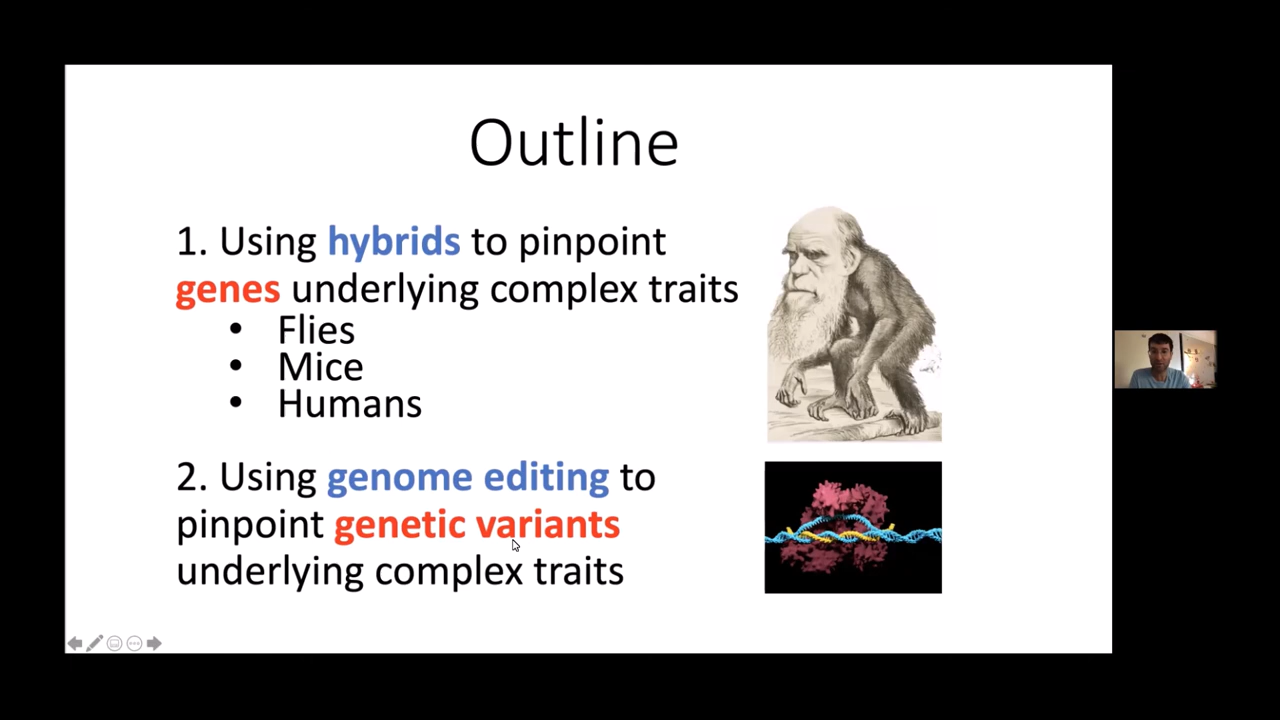 Outline
1. Using hybrids to pinpoint
genes underlying complex traits
• Flies
• Mice
• Humans
2. Using genome editing to
pinpoint genetic variants
underlying complex traits